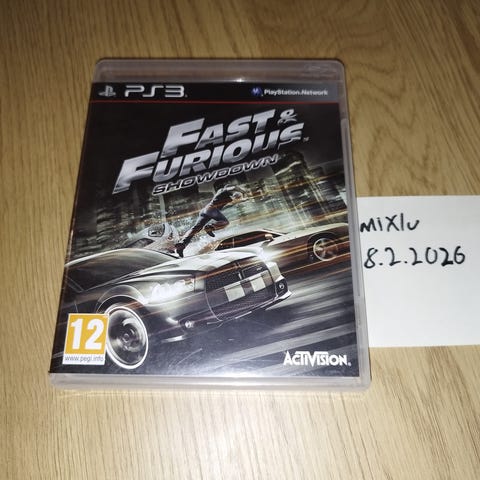 PS3
PlayStation Network
FAST &
FURIOUS
SHOWDOWN
12
www.pegi.info
ACTIVISION
MiXlu
8.2.2026